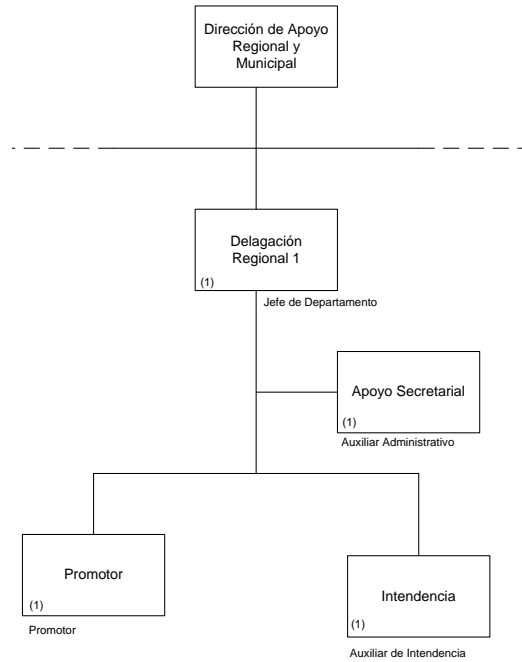 Dirección de Apoyo
Regional y
Municipal
Delagación
Regional 1
(1)
Jefe de Departamento
Apoyo Secretarial
(1)
Auxiliar Administrativo
Promotor
(1)
Promotor
Intendencia
(1)
Auxiliar de Intendencia